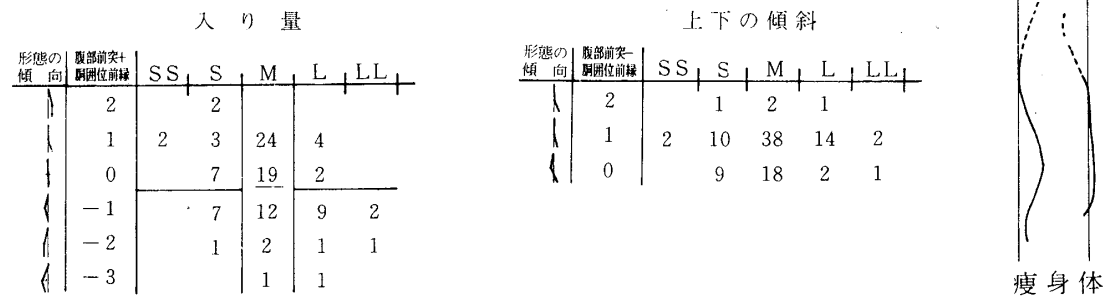 入り量
形態の傾向 腹部前突+胴囲位前縁 SS S M L LL
2 2
1 2 3 24 4
0 7 19 2
-1 7 12 9 2
-2 1 2 1 1
-3 1 1
上下の傾斜
形態の傾向 腹部前突-胴囲位前縁 SS S M L LL
2 1 2 1
1 2 10 38 14 2
0 9 18 2 1
痩身体